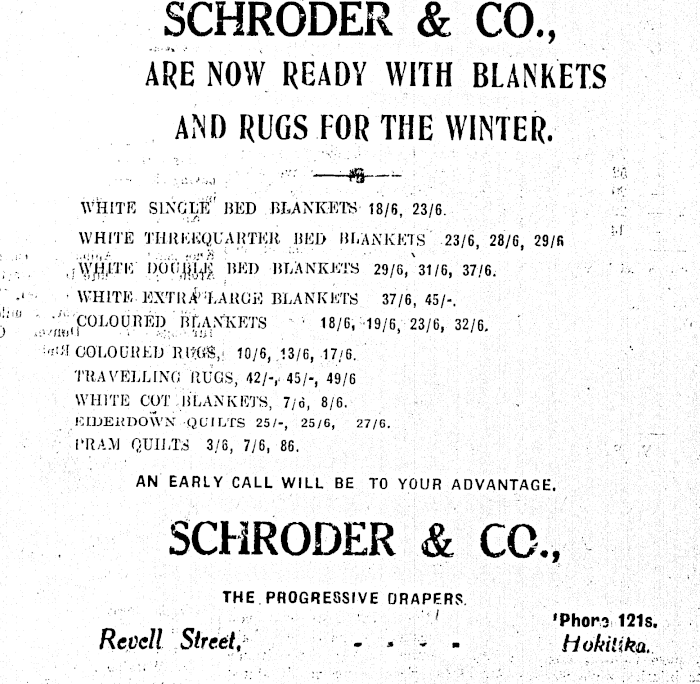 SCHRODER & CO.,
ARE NOW READY WITH BLANKETS
AND RUGS FOR THE WINTER.
WHITE SINGLE BED BLANKETS 18/6, 23/6.
WHITE THREEQUARTER BED BLANKETS 23/6, 28/6, 29/6
WHITE DOUBLE BED BLANKETS 29/6, 31/6, 37/6.
WHITE EXTRA LARGE BLANKETS 37/6, 45/-.
COLOURED BLANKETS 18/6, 19/6, 23/6, 32/6.
COLOURED RUGS, 10/6, 13/6, 17/6.
TRAVELLING RUGS, 42/-, 45/-, 49/6
WHITE COT BLANKETS, 7/6, 8/6.
EIDERDOWN QUILTS 25/-, 25/6, 27/6.
PRAM QUILTS 3/6, 7/6, 86.
AN EARLY CALL WILL BE TO YOUR ADVANTAGE.
SCHRODER & CO.,
THE PROGRESSIVE DRAPERS.
'Phone 121s.
Revell Street, - - - - Hokitika.